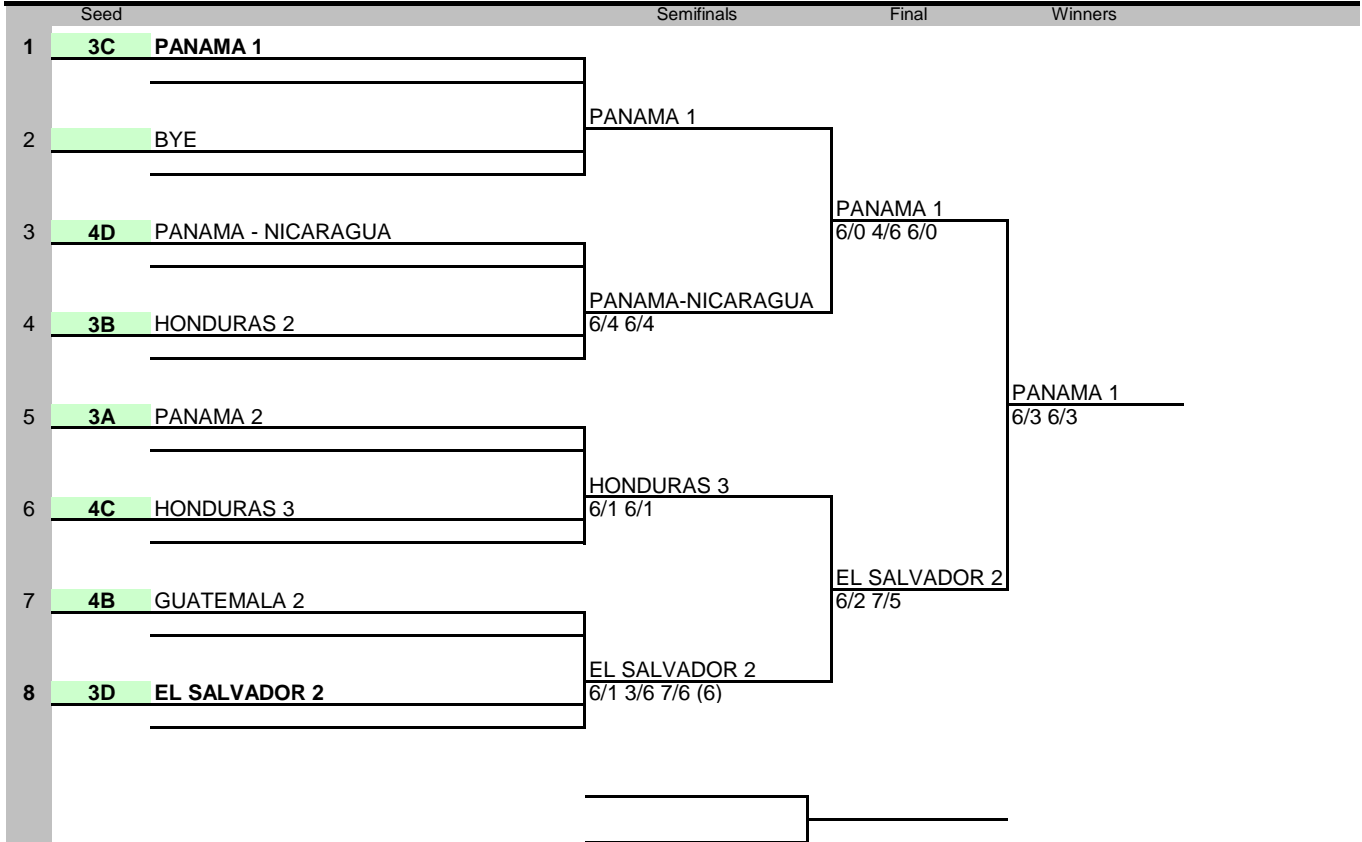 Seed Semifinals Final Winners
1 3C PANAMA 1
PANAMA 1
2 BYE
PANAMA 1
3 4D PANAMA - NICARAGUA 6/0 4/6 6/0
PANAMA-NICARAGUA
4 3B HONDURAS 2 6/4 6/4
PANAMA 1
5 3A PANAMA 2 6/3 6/3
HONDURAS 3
6 4C HONDURAS 3 6/1 6/1
EL SALVADOR 2
7 4B GUATEMALA 2 6/2 7/5
EL SALVADOR 2
8 3D EL SALVADOR 2 6/1 3/6 7/6 (6)